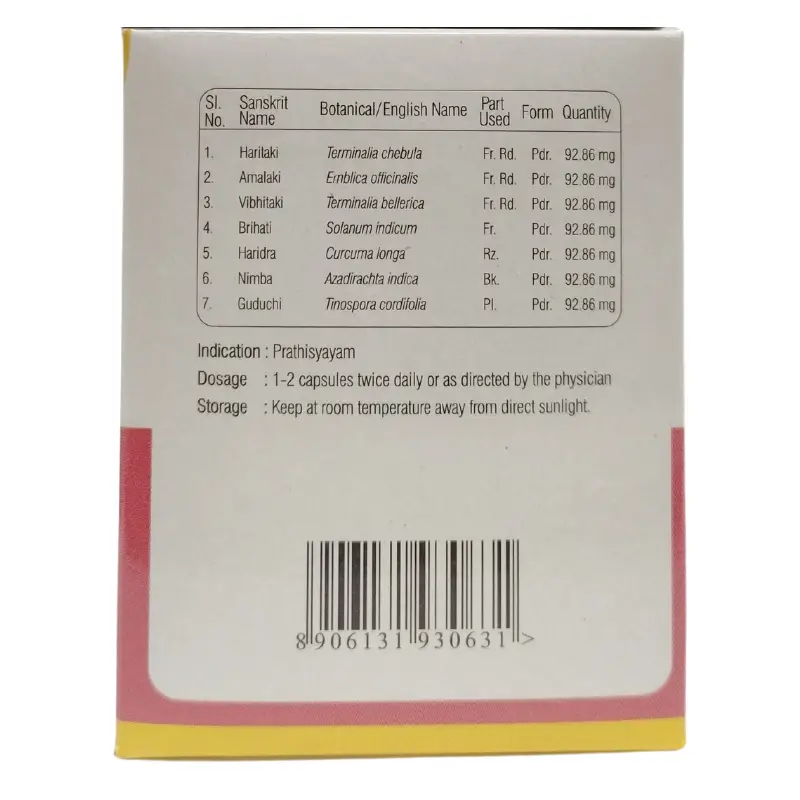 Sl. No. Sanskrit Name Botanical/English Name Part Used Form Quantity
1. Haritaki Terminalia chebula Fr. Rd. Pdr. 92.86 mg
2. Amalaki Emblica officinalis Fr. Rd. Pdr. 92.86 mg
3. Vibhitaki Terminalia bellerica Fr. Rd. Pdr. 92.86 mg
4. Brihati Solanum indicum Fr. Pdr. 92.86 mg
5. Haridra Curcuma longa Rz. Pdr. 92.86 mg
6. Nimba Azadirachta indica Bk. Pdr. 92.86 mg
7. Guduchi Tinospora cordifolia Pl. Pdr. 92.86 mg
Indication : Prathisyayam
Dosage : 1-2 capsules twice daily or as directed by the physician
Storage : Keep at room temperature away from direct sunlight.
8 906131 930631 >